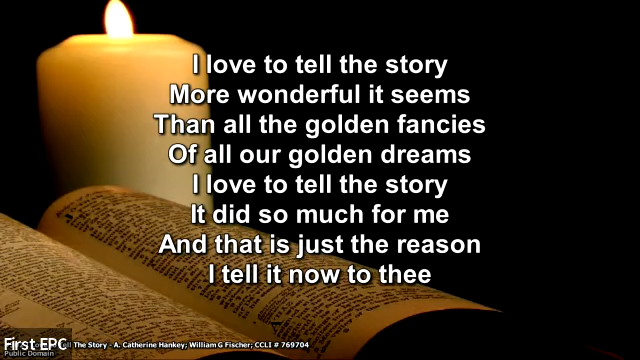 I love to tell the story
More wonderful it seems
Than all the golden fancies
Of all our golden dreams
I love to tell the story
It did so much for me
And that is just the reason
I tell it now to thee
First EPC
Tell The Story - A. Catherine Hankey; William G Fischer; CCLI # 769704
Public Domain